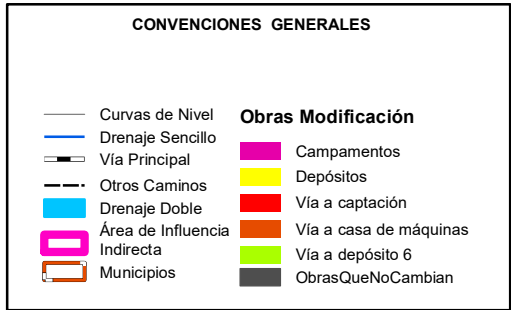 CONVENCIONES GENERALES
Curvas de Nivel
Drenaje Sencillo
Vía Principal
Otros Caminos
Drenaje Doble
Área de Influencia
Indirecta
Municipios
Obras Modificación
Campamentos
Depósitos
Vía a captación
Vía a casa de máquinas
Vía a depósito 6
ObrasQueNoCambian